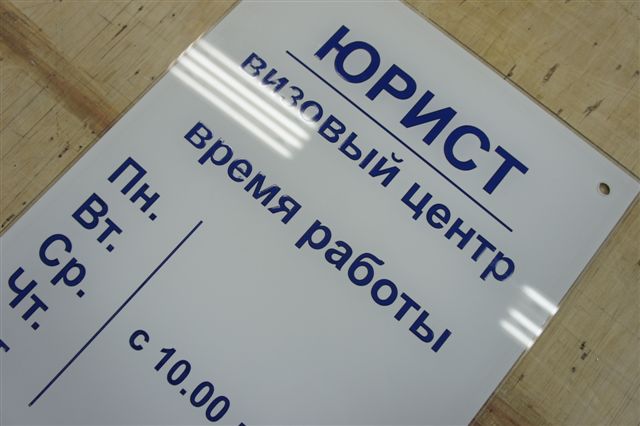 ЮРИСТ
визовый центр
время работы
Пн.
Вт.
Ср.
Чт.
с 10.00